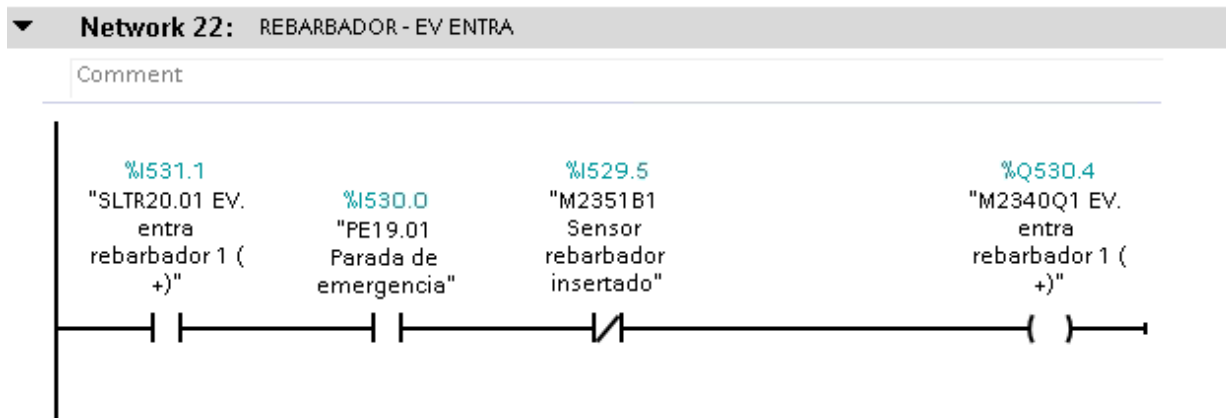 Network 22: REBARBADOR - EV ENTRA
Comment
%I531.1
"SLTR20.01 EV.
entra
rebarbador 1 (
+)"
%I530.0
"PE19.01
Parada de
emergencia"
%I529.5
"M2351B1
Sensor
rebarbador
insertado"
%Q530.4
"M2340Q1 EV.
entra
rebarbador 1 (
+)"